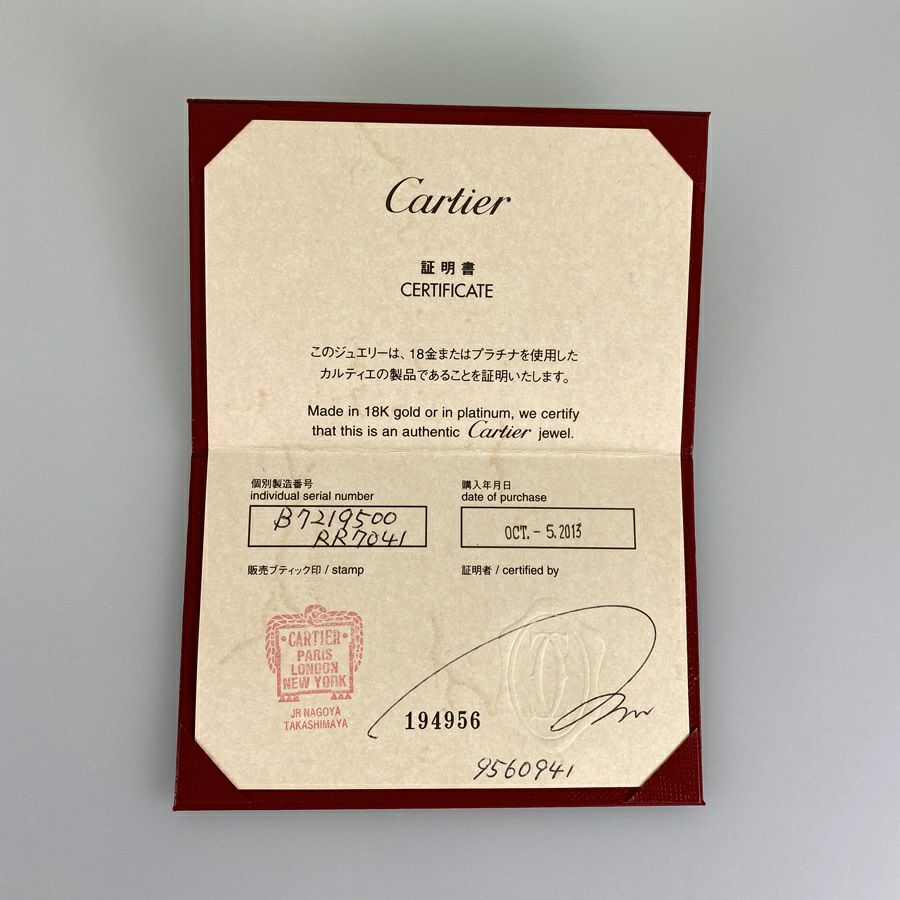 Cartier
証明書
CERTIFICATE
このジュエリーは、18金またはプラチナを使用した
カルティエの製品であることを証明いたします。
Made in 18K gold or in platinum, we certify
that this is an authentic Cartier jewel.
個別製造番号
individual serial number
B7219500
RR7041
購入年月日
date of purchase
OCT. - 5. 2013
販売ブティック印 / stamp
証明者 / certified by
CARTIER
PARIS
LONDON
NEW YORK
JR NAGOYA
TAKASHIMAYA
194956
9560941